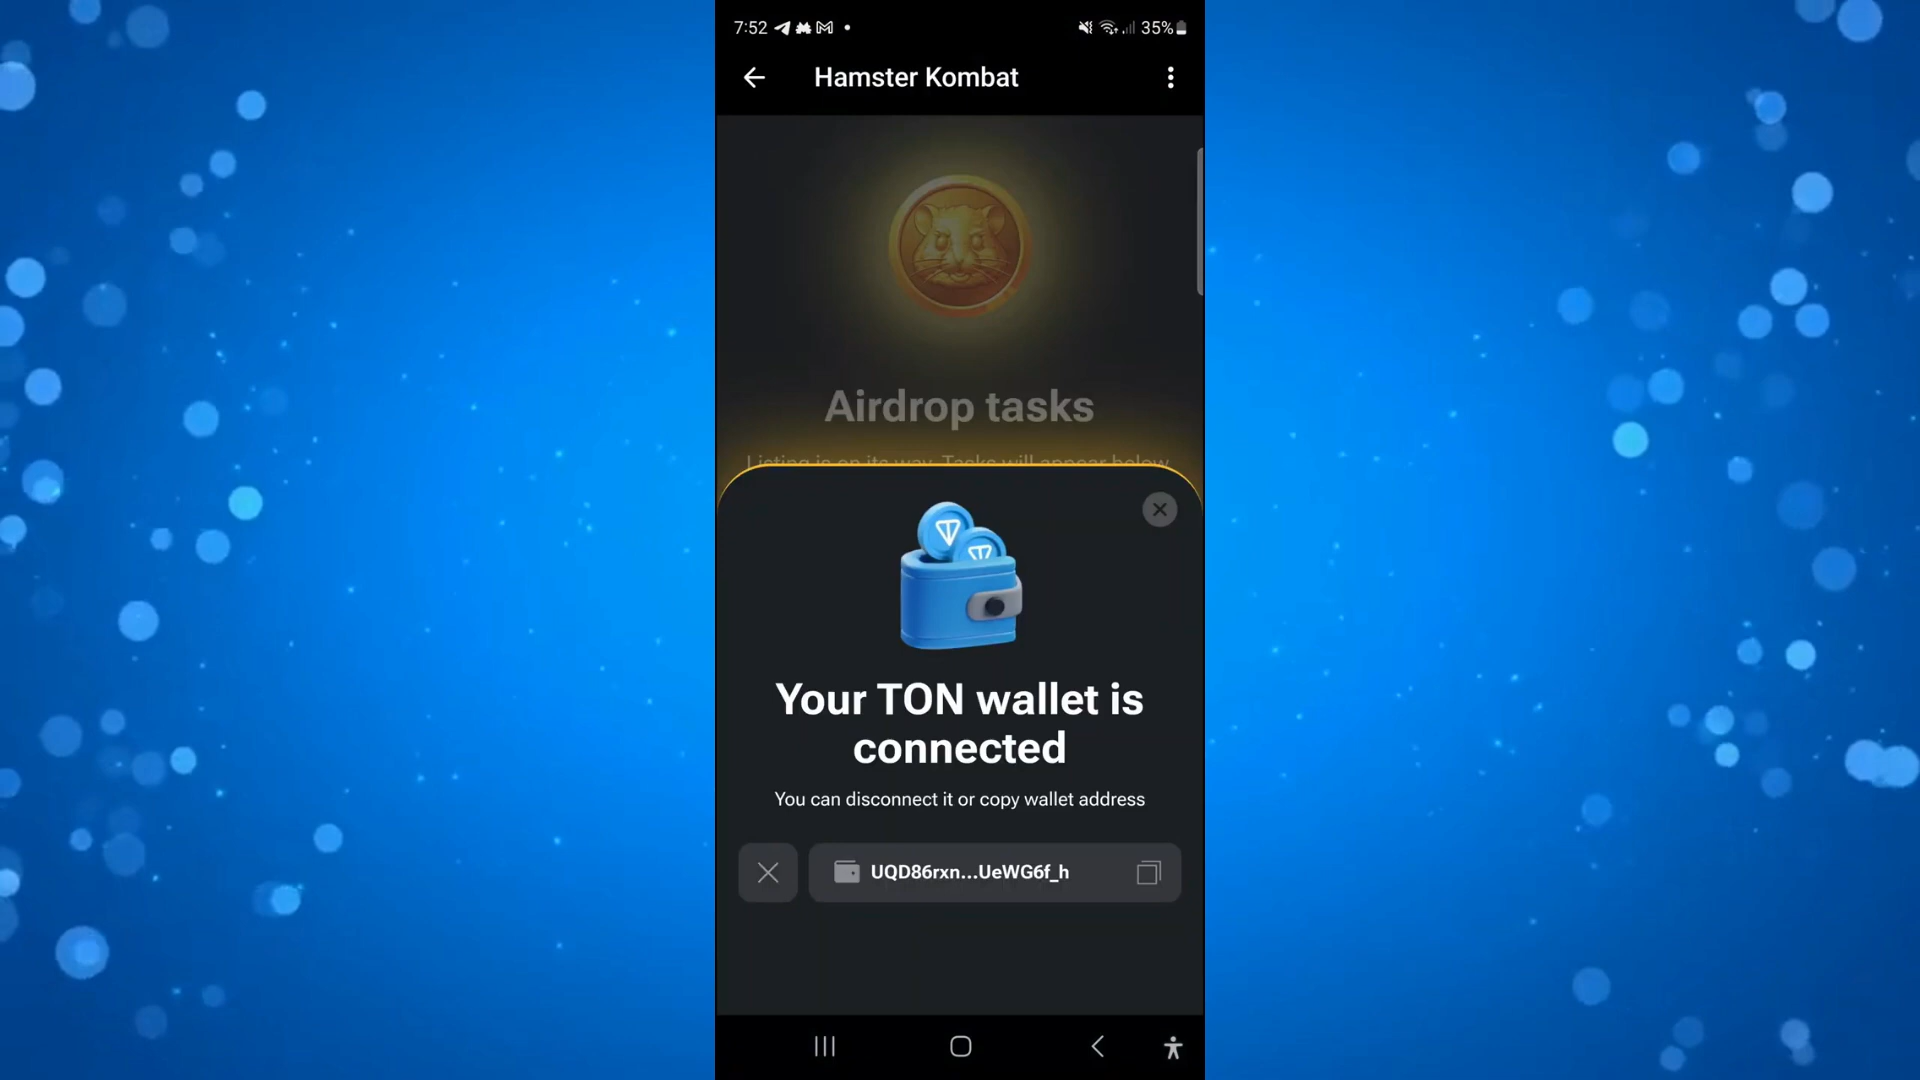 7:52
35%
Hamster Kombat
Airdrop tasks
Listing is on its way. Tasks will appear below
Your TON wallet is
connected
You can disconnect it or copy wallet address
UQD86rxn...UeWG6f_h